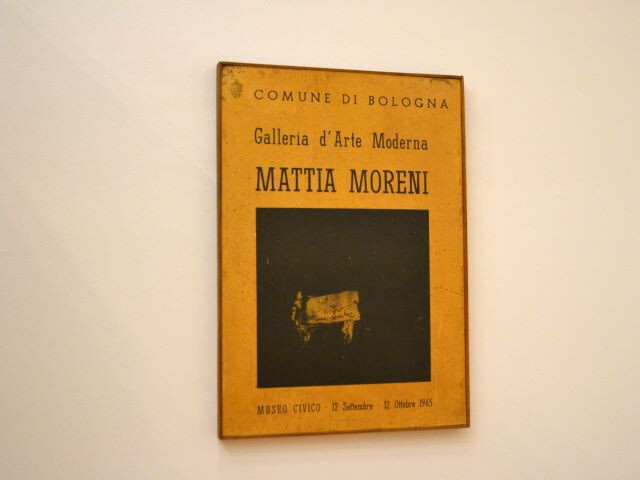 COMUNE DI BOLOGNA
Galleria d'Arte Moderna
MATTIA MORENI
MUSEO CIVICO · 12 Settembre · 12 Ottobre 1965